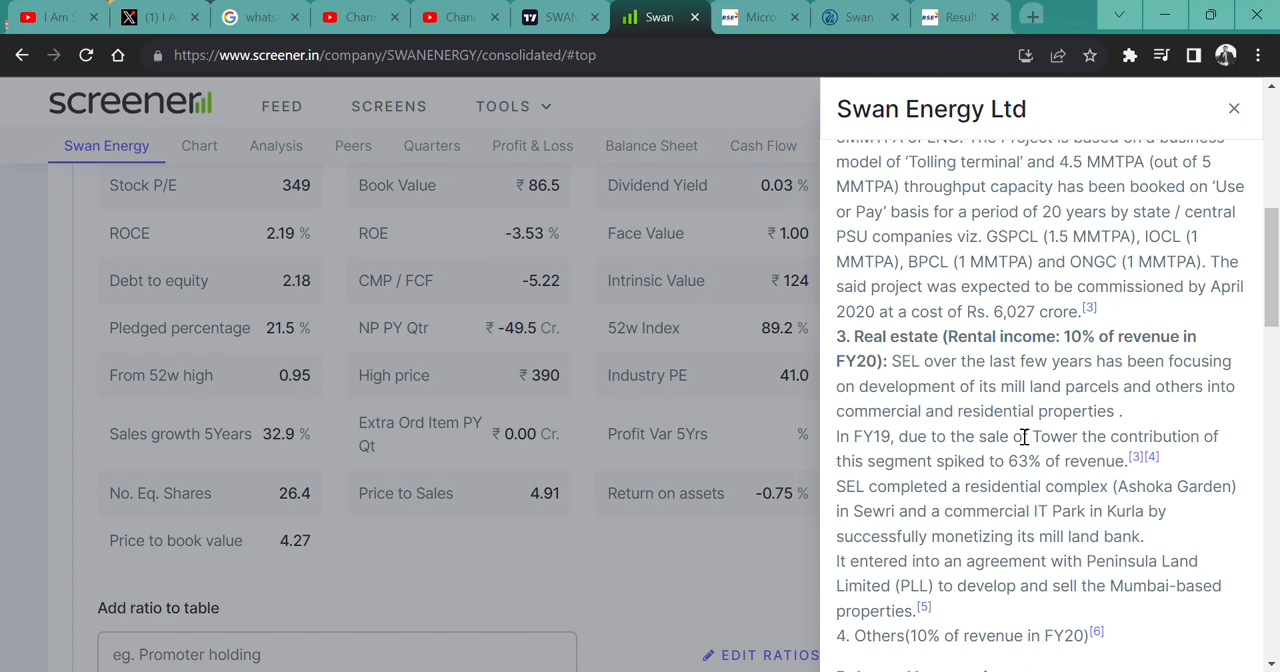 I Am S
(1) I A
whats
Chann
Chann
SWAN
Swan
Micro
Swan
Result
https://www.screener.in/company/SWANENERGY/consolidated/#top
screener
FEED
SCREENS
TOOLS
Swan Energy
Chart
Analysis
Peers
Quarters
Profit & Loss
Balance Sheet
Cash Flow
Stock P/E 349
Book Value ₹ 86.5
Dividend Yield 0.03 %
ROCE 2.19 %
ROE -3.53 %
Face Value ₹ 1.00
Debt to equity 2.18
CMP / FCF -5.22
Intrinsic Value ₹ 124
Pledged percentage 21.5 %
NP PY Qtr ₹ -49.5 Cr.
52w Index 89.2 %
From 52w high 0.95
High price ₹ 390
Industry PE 41.0
Sales growth 5Years 32.9 %
Extra Ord Item PY
Qt
₹ 0.00 Cr.
Profit Var 5Yrs %
No. Eq. Shares 26.4
Price to Sales 4.91
Return on assets -0.75 %
Price to book value 4.27
Add ratio to table
eg. Promoter holding
EDIT RATIOS
Swan Energy Ltd
model of ‘Tolling terminal’ and 4.5 MMTPA (out of 5
MMTPA) throughput capacity has been booked on ‘Use
or Pay’ basis for a period of 20 years by state / central
PSU companies viz. GSPCL (1.5 MMTPA), IOCL (1
MMTPA), BPCL (1 MMTPA) and ONGC (1 MMTPA). The
said project was expected to be commissioned by April
2020 at a cost of Rs. 6,027 crore.[3]
3. Real estate (Rental income: 10% of revenue in
FY20): SEL over the last few years has been focusing
on development of its mill land parcels and others into
commercial and residential properties .
In FY19, due to the sale of Tower the contribution of
this segment spiked to 63% of revenue.[3][4]
SEL completed a residential complex (Ashoka Garden)
in Sewri and a commercial IT Park in Kurla by
successfully monetizing its mill land bank.
It entered into an agreement with Peninsula Land
Limited (PLL) to develop and sell the Mumbai-based
properties.[5]
4. Others(10% of revenue in FY20)[6]